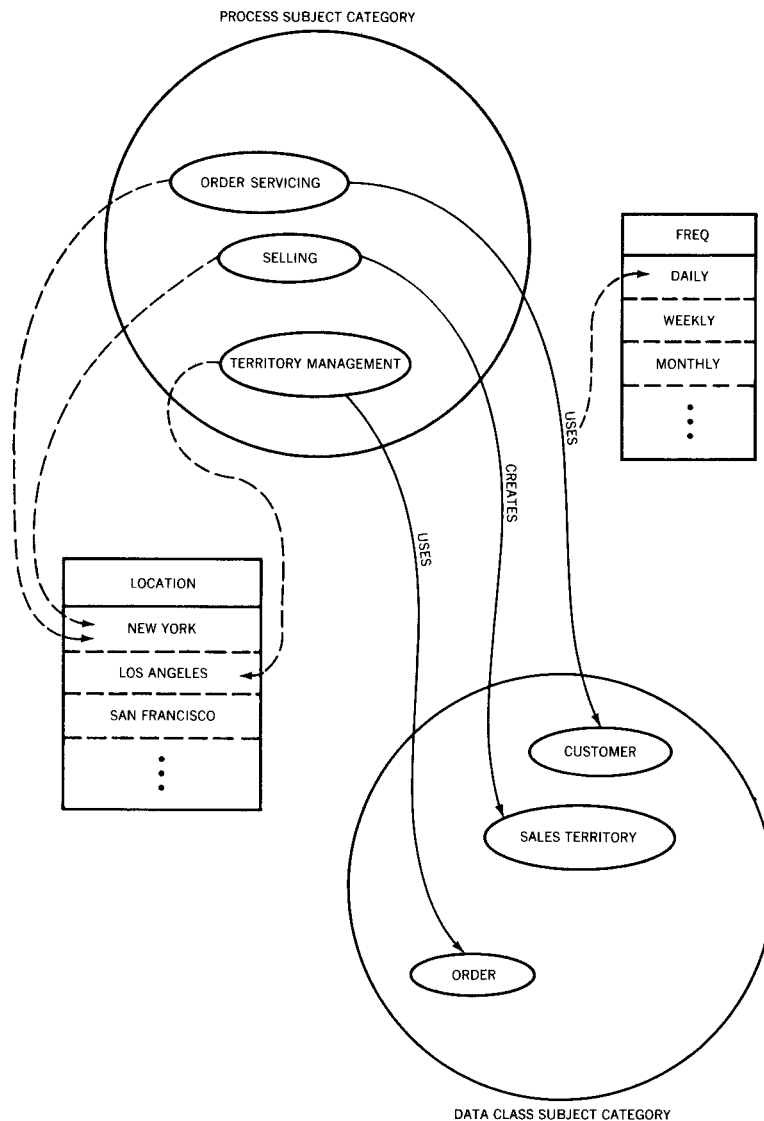 PROCESS SUBJECT CATEGORY
ORDER SERVICING
SELLING
TERRITORY MANAGEMENT
FREQ
DAILY
WEEKLY
MONTHLY
USES
CREATES
USES
LOCATION
NEW YORK
LOS ANGELES
SAN FRANCISCO
CUSTOMER
SALES TERRITORY
ORDER
DATA CLASS SUBJECT CATEGORY